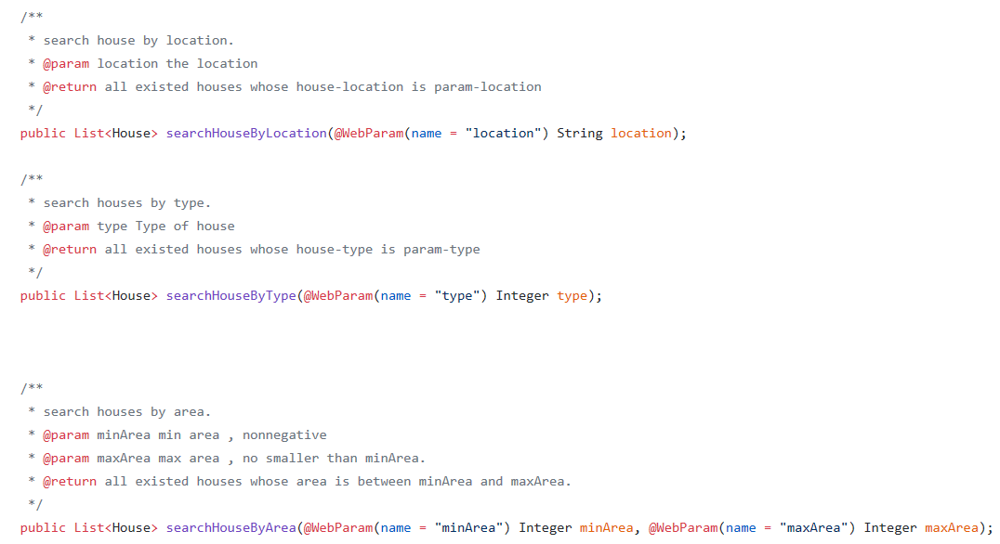 /**
 * search house by location.
 * @param location the location
 * @return all existed houses whose house-location is param-location
 */
public List<House> searchHouseByLocation(@WebParam(name = "location") String location);
/**
 * search houses by type.
 * @param type Type of house
 * @return all existed houses whose house-type is param-type
 */
public List<House> searchHouseByType(@WebParam(name = "type") Integer type);
/**
 * search houses by area.
 * @param minArea min area , nonnegative
 * @param maxArea max area , no smaller than minArea.
 * @return all existed houses whose area is between minArea and maxArea.
 */
public List<House> searchHouseByArea(@WebParam(name = "minArea") Integer minArea, @WebParam(name = "maxArea") Integer maxArea);